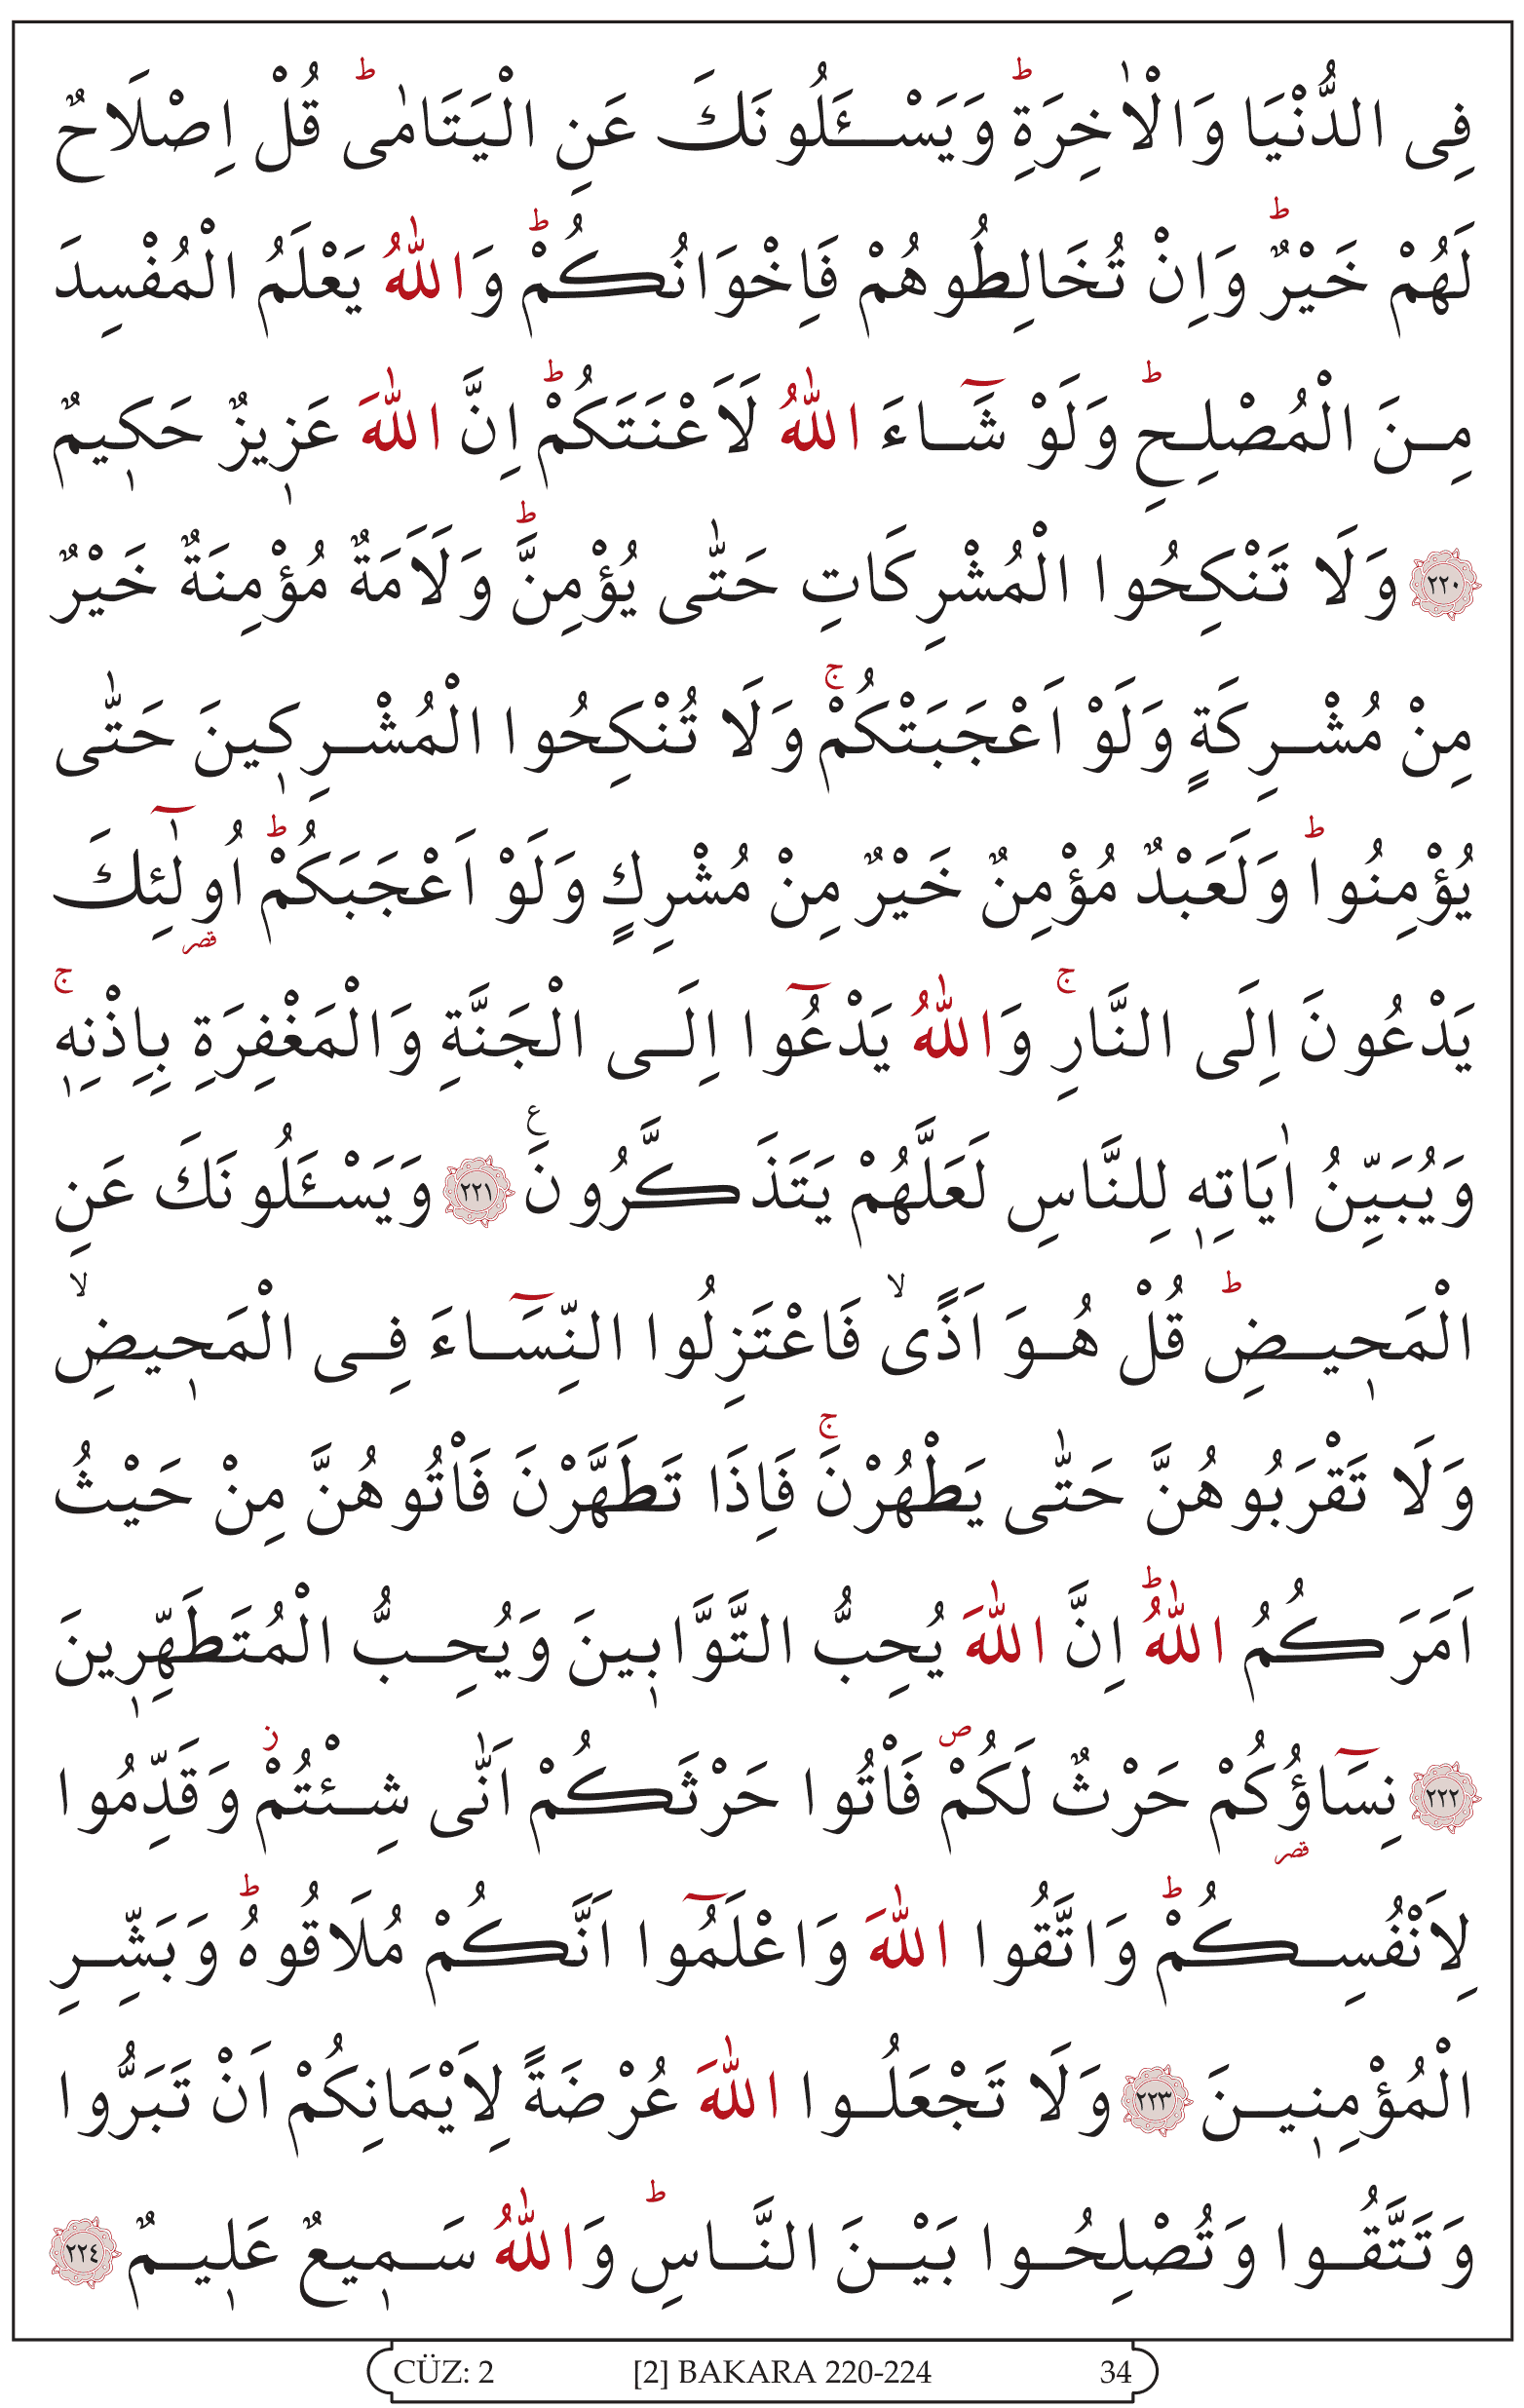 فِى الدُّنْيَا وَالْاٰخِرَةِۜ وَيَسْـَٔلُونَكَ عَنِ الْيَتَامٰىۜ قُلْ اِصْلَاحٌ
لَهُمْ خَيْرٌۜ وَاِنْ تُخَالِطُوهُمْ فَاِخْوَانُكُمْۜ وَاللّٰهُ يَعْلَمُ الْمُفْسِدَ
مِنَ الْمُصْلِحِۜ وَلَوْ شَٓاءَ اللّٰهُ لَاَعْنَتَكُمْۜ اِنَّ اللّٰهَ عَز۪يزٌ حَك۪يمٌ
﴿٢٢٠﴾ وَلَا تَنْكِحُوا الْمُشْرِكَاتِ حَتّٰى يُؤْمِنَّۜ وَلَاَمَةٌ مُؤْمِنَةٌ خَيْرٌ
مِنْ مُشْرِكَةٍ وَلَوْ اَعْجَبَتْكُمْۚ وَلَا تُنْكِحُوا الْمُشْرِك۪ينَ حَتّٰى
يُؤْمِنُواۜ وَلَعَبْدٌ مُؤْمِنٌ خَيْرٌ مِنْ مُشْرِكٍ وَلَوْ اَعْجَبَكُمْۜ اُو۬لٰٓئِكَ
قصر
يَدْعُونَ اِلَى النَّارِۚ وَاللّٰهُ يَدْعُٓوا اِلَى الْجَنَّةِ وَالْمَغْفِرَةِ بِاِذْنِه۪ۚ
وَيُبَيِّنُ اٰيَاتِه۪ لِلنَّاسِ لَعَلَّهُمْ يَتَذَكَّرُونَ۟ ﴿٢٢١﴾ وَيَسْـَٔلُونَكَ عَنِ
الْمَح۪يضِۜ قُلْ هُوَ اَذًىۙ فَاعْتَزِلُوا النِّسَٓاءَ فِى الْمَح۪يضِۙ
وَلَا تَقْرَبُوهُنَّ حَتّٰى يَطْهُرْنَۚ فَاِذَا تَطَهَّرْنَ فَاْتُوهُنَّ مِنْ حَيْثُ
اَمَرَكُمُ اللّٰهُۜ اِنَّ اللّٰهَ يُحِبُّ التَّوَّاب۪ينَ وَيُحِبُّ الْمُتَطَهِّر۪ينَ
﴿٢٢٢﴾ نِسَٓاؤُ۬كُمْ حَرْثٌ لَكُمْۖ فَاْتُوا حَرْثَكُمْ اَنّٰى شِئْتُمْۘ وَقَدِّمُوا
قصر
لِاَنْفُسِكُمْۜ وَاتَّقُوا اللّٰهَ وَاعْلَمُٓوا اَنَّكُمْ مُلَاقُوهُۜ وَبَشِّرِ
الْمُؤْمِن۪ينَ ﴿٢٢٣﴾ وَلَا تَجْعَلُوا اللّٰهَ عُرْضَةً لِاَيْمَانِكُمْ اَنْ تَبَرُّوا
وَتَتَّقُوا وَتُصْلِحُوا بَيْنَ النَّاسِۜ وَاللّٰهُ سَم۪يعٌ عَل۪يمٌ ﴿٢٢٤﴾
CÜZ: 2 [2] BAKARA 220-224 34